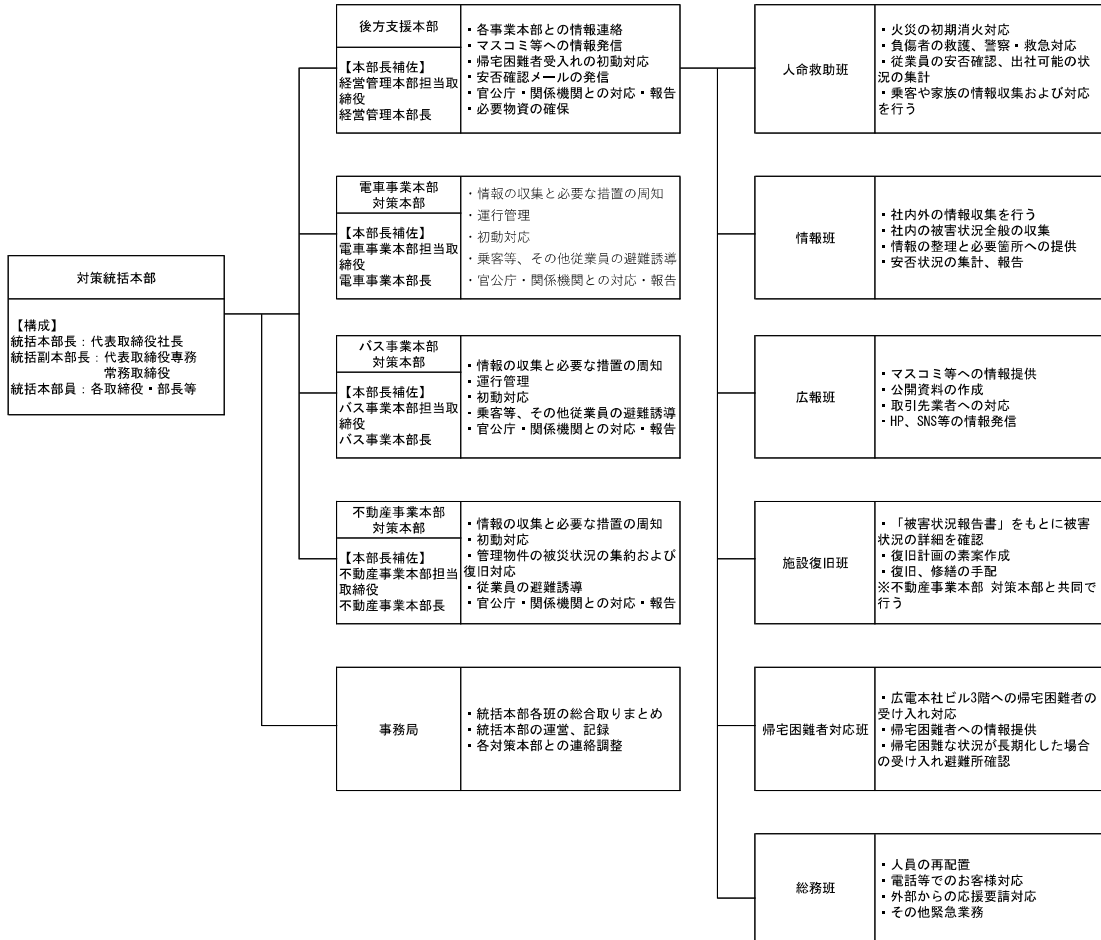 対策統括本部
【構成】
統括本部長：代表取締役社長
統括副本部長：代表取締役専務
常務取締役
統括本部員：各取締役・部長等
後方支援本部
【本部長補佐】
経営管理本部担当取
締役
経営管理本部長
・各事業本部との情報連絡
・マスコミ等への情報発信
・帰宅困難者受入れの初動対応
・安否確認メールの発信
・官公庁・関係機関との対応・報告
・必要物資の確保
電車事業本部
対策本部
【本部長補佐】
電車事業本部担当取
締役
電車事業本部長
・情報の収集と必要な措置の周知
・運行管理
・初動対応
・乗客等、その他従業員の避難誘導
・官公庁・関係機関との対応・報告
バス事業本部
対策本部
【本部長補佐】
バス事業本部担当取
締役
バス事業本部長
・情報の収集と必要な措置の周知
・運行管理
・初動対応
・乗客等、その他従業員の避難誘導
・官公庁・関係機関との対応・報告
不動産事業本部
対策本部
【本部長補佐】
不動産事業本部担当
取締役
不動産事業本部長
・情報の収集と必要な措置の周知
・初動対応
・管理物件の被災状況の集約および
復旧対応
・従業員の避難誘導
・官公庁・関係機関との対応・報告
事務局
・統括本部各班の総合取りまとめ
・統括本部の運営、記録
・各対策本部との連絡調整
人命救助班
・火災の初期消火対応
・負傷者の救護、警察・救急対応
・従業員の安否確認、出社可能の状
況の集計
・乗客や家族の情報収集および対応
を行う
情報班
・社内外の情報収集を行う
・社内の被害状況全般の収集
・情報の整理と必要箇所への提供
・安否状況の集計、報告
広報班
・マスコミ等への情報提供
・公開資料の作成
・取引先業者への対応
・HP、SNS等の情報発信
施設復旧班
・「被害状況報告書」をもとに被害
状況の詳細を確認
・復旧計画の素案作成
・復旧、修繕の手配
※不動産事業本部 対策本部と共同で
行う
帰宅困難者対応班
・広電本社ビル3階への帰宅困難者の
受け入れ対応
・帰宅困難者への情報提供
・帰宅困難な状況が長期化した場合
の受け入れ避難所確認
総務班
・人員の再配置
・電話等でのお客様対応
・外部からの応援要請対応
・その他緊急業務